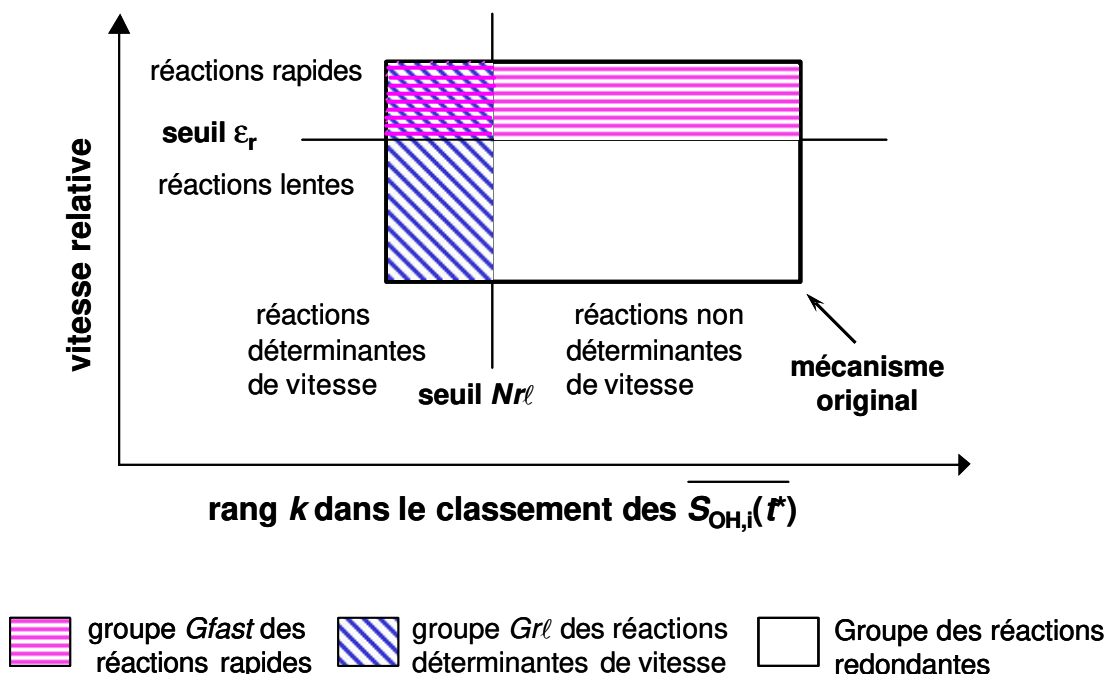 réactions rapides
seuil εr
réactions lentes
vitesse relative
réactions
déterminantes
de vitesse
réactions non
déterminantes
de vitesse
seuil Nrℓ
mécanisme
original
rang k dans le classement des S̅OH,i(t*)
groupe Gfast des
réactions rapides
groupe Grℓ des réactions
déterminantes de vitesse
Groupe des réactions
redondantes